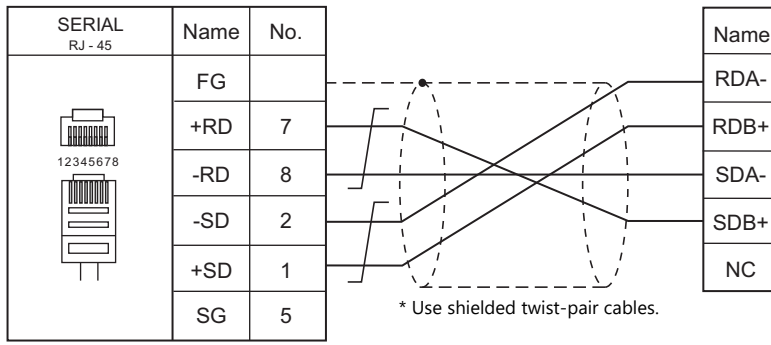 SERIAL
RJ - 45
Name No.
Name
FG
RDA-
+RD 7
RDB+
12345678
-RD 8
SDA-
-SD 2
SDB+
+SD 1
NC
SG 5
* Use shielded twist-pair cables.